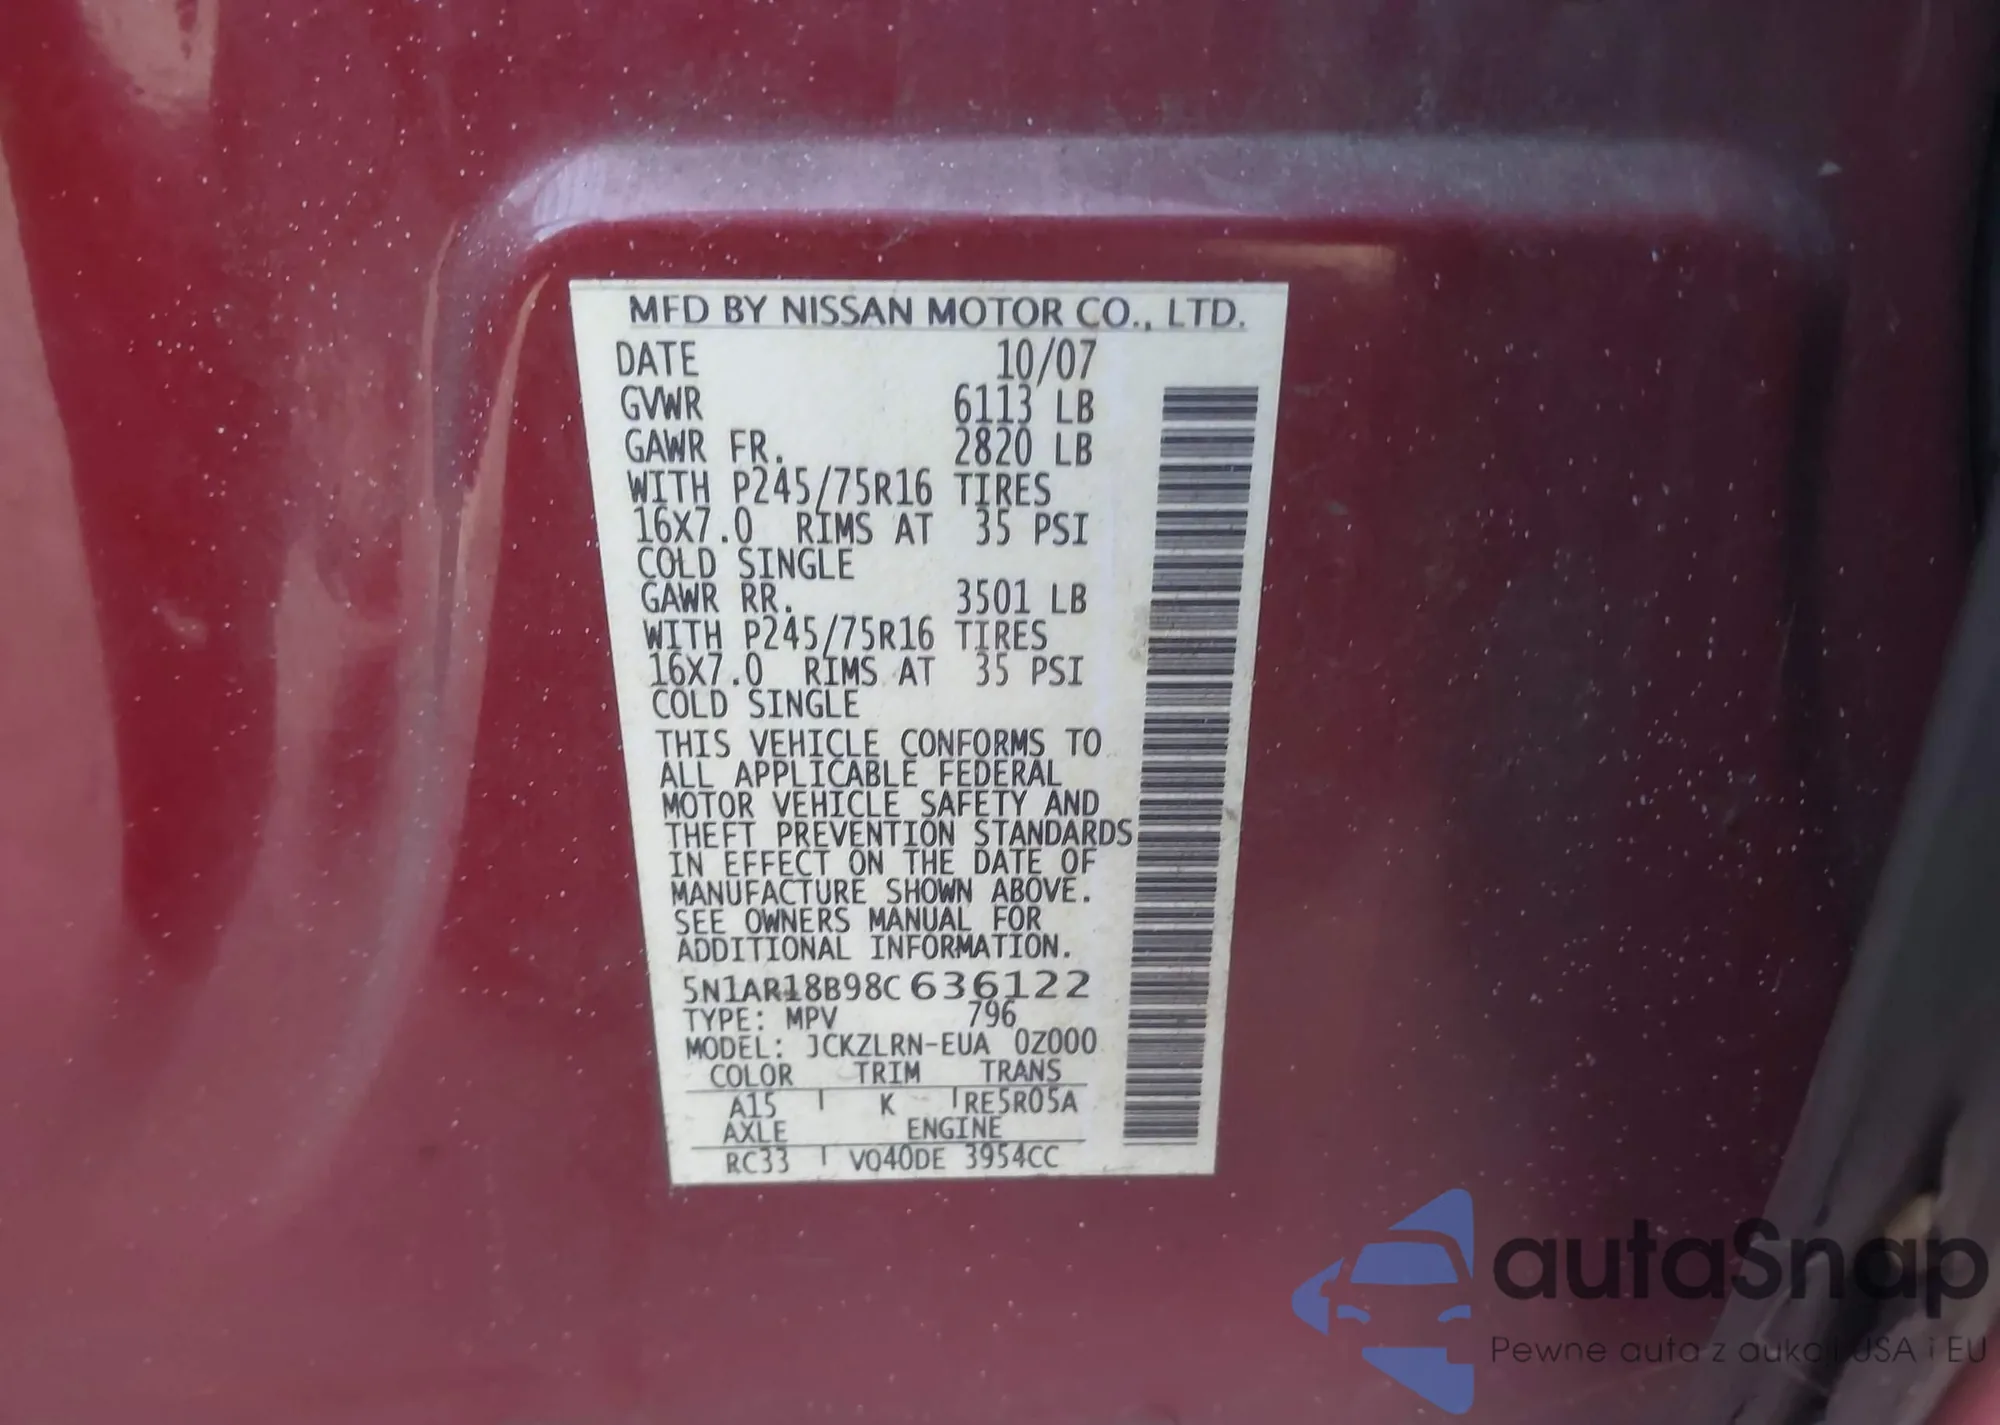 MFD BY NISSAN MOTOR CO., LTD.
DATE 10/07
GVWR 6113 LB
GAWR FR. 2820 LB
WITH P245/75R16 TIRES
16X7.0 RIMS AT 35 PSI
COLD SINGLE
GAWR RR. 3501 LB
WITH P245/75R16 TIRES
16X7.0 RIMS AT 35 PSI
COLD SINGLE
THIS VEHICLE CONFORMS TO
ALL APPLICABLE FEDERAL
MOTOR VEHICLE SAFETY AND
THEFT PREVENTION STANDARDS
IN EFFECT ON THE DATE OF
MANUFACTURE SHOWN ABOVE.
SEE OWNERS MANUAL FOR
ADDITIONAL INFORMATION.
5N1AR18B98C636122
TYPE: MPV 796
MODEL: JCKZLRN-EUA 0Z000
COLOR TRIM TRANS
A15 K RE5R05A
AXLE ENGINE
RC33 VQ40DE 3954CC
autaSnap
Pewne auta z aukcji USA i EU